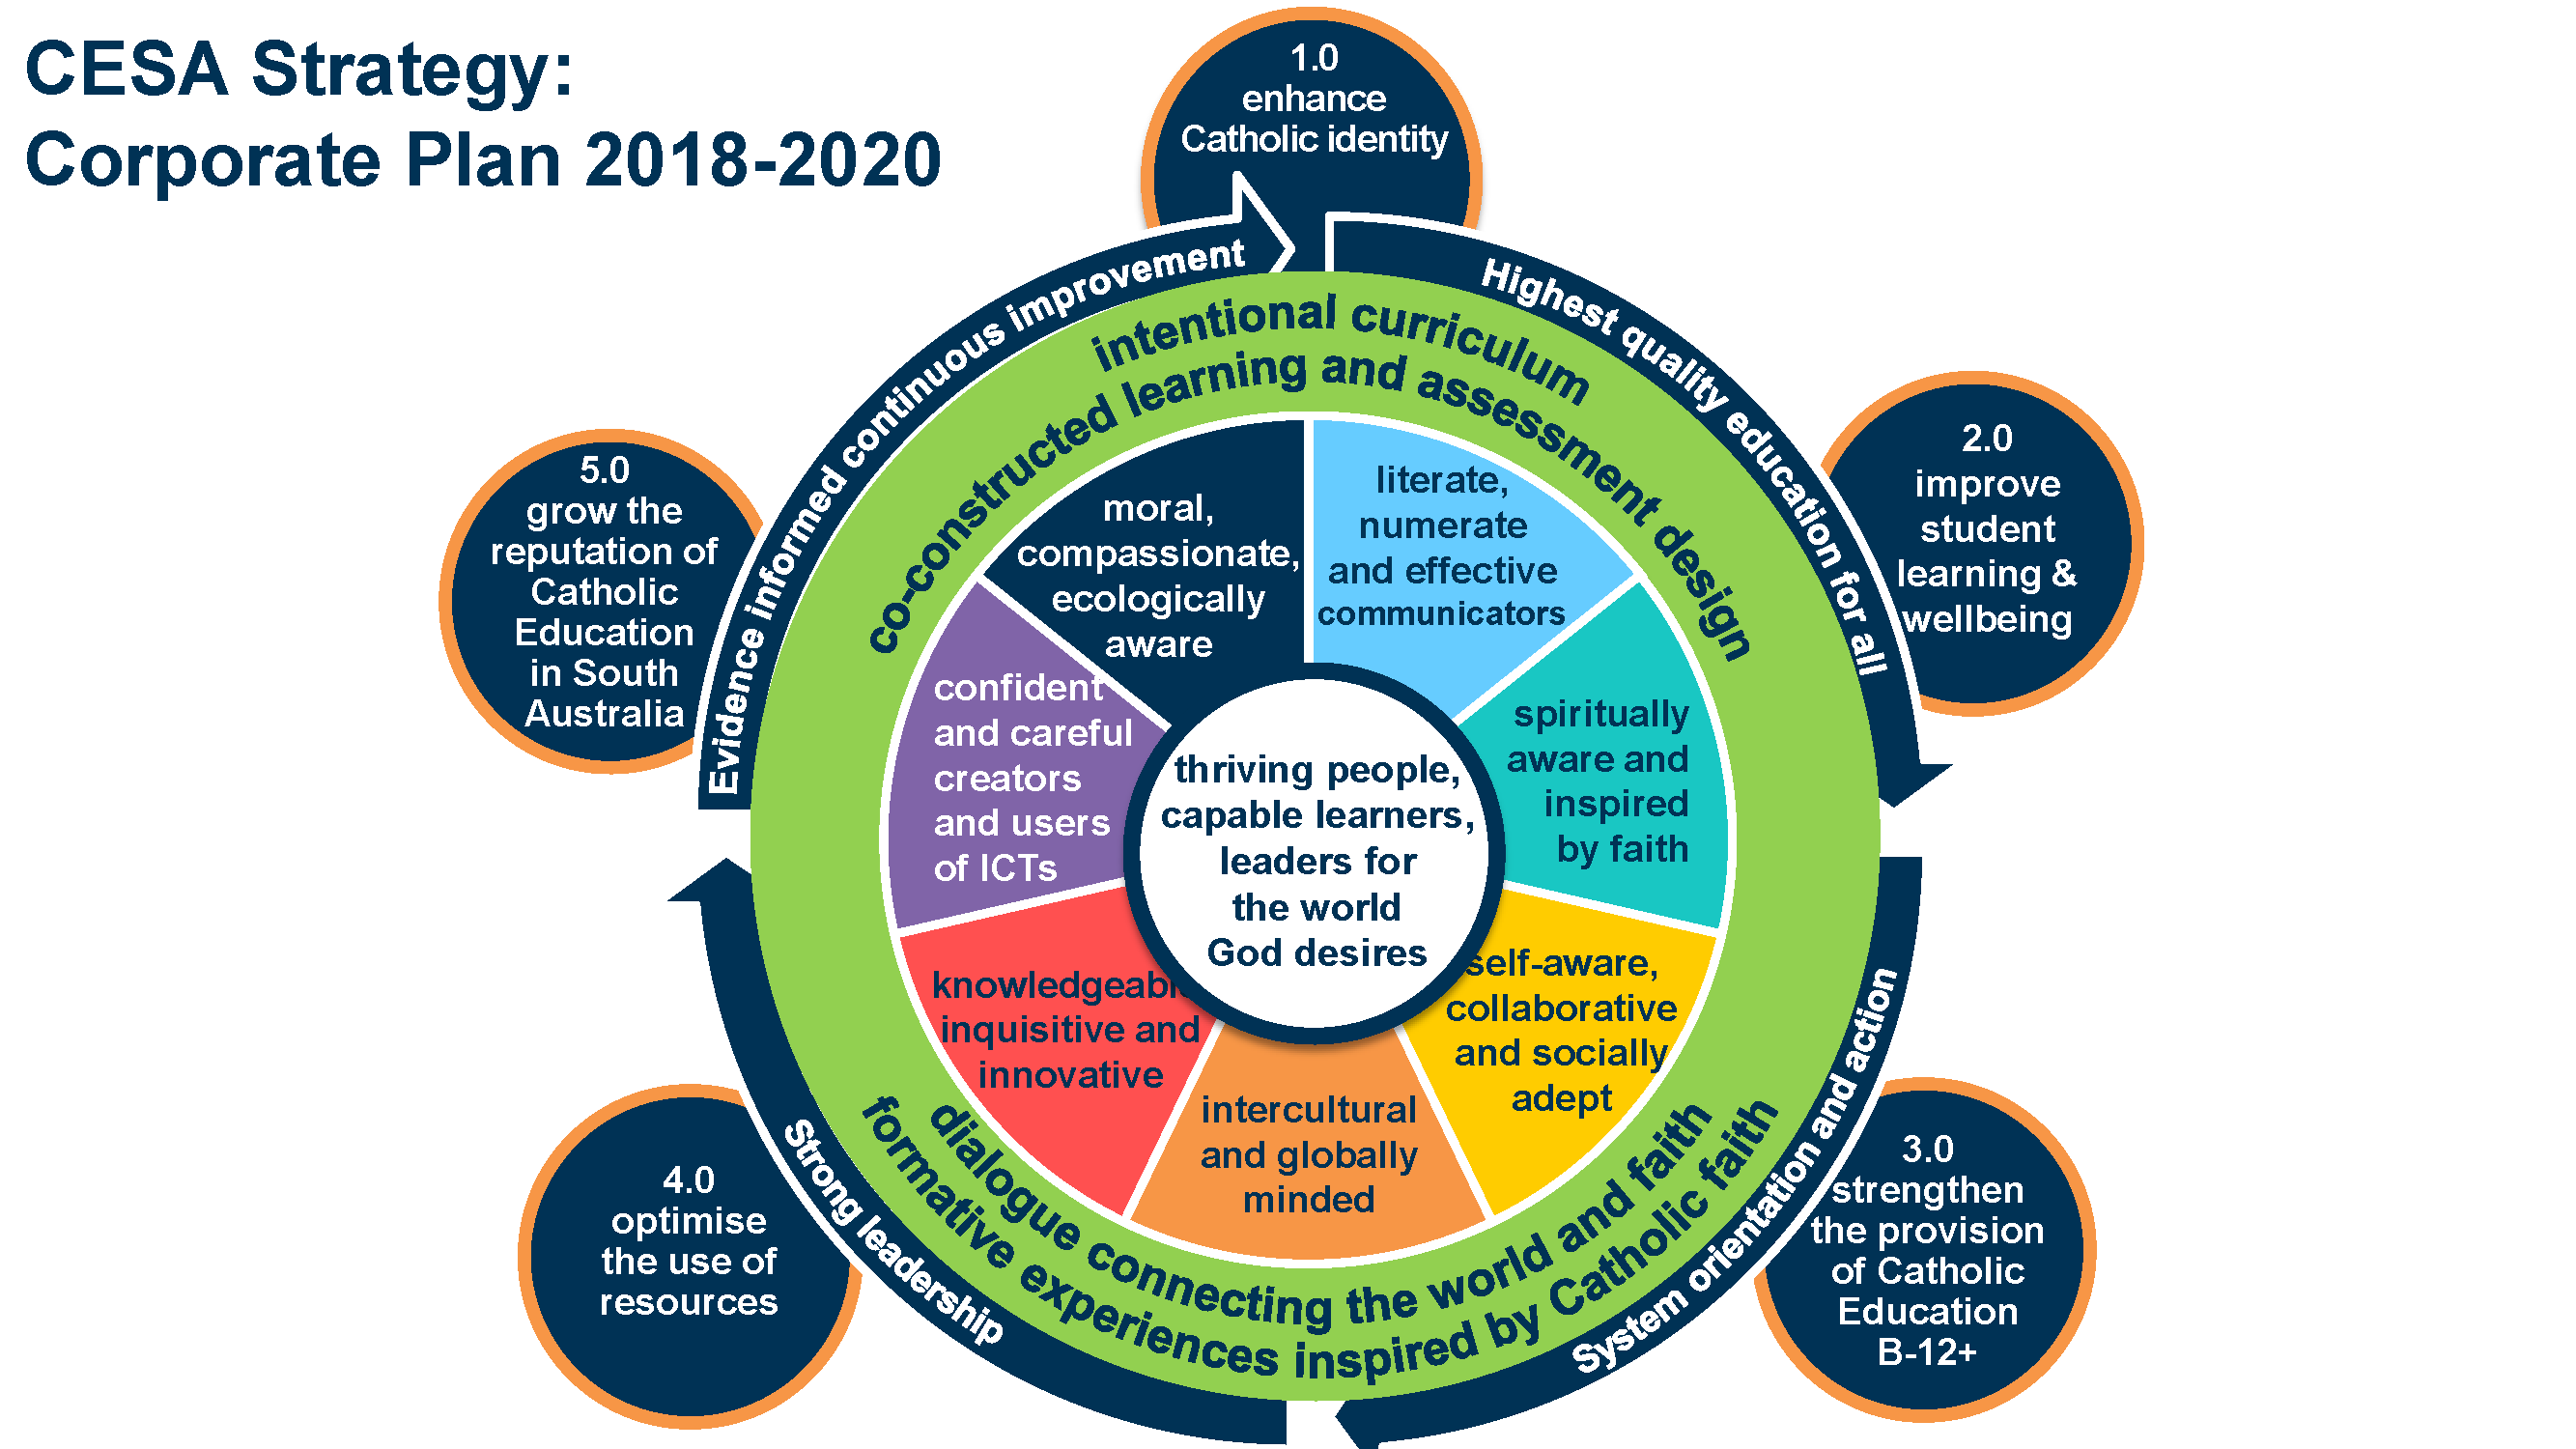 CESA Strategy:
Corporate Plan 2018-2020
1.0
enhance
Catholic identity
2.0
improve
student
learning &
wellbeing
3.0
strengthen
the provision
of Catholic
Education
B-12+
4.0
optimise
the use of
resources
5.0
grow the
reputation of
Catholic
Education
in South
Australia
Highest quality education for all
System orientation and action
Strong leadership
Evidence informed continuous improvement
intentional curriculum
co-constructed learning and assessment design
dialogue connecting the world and faith
formative experiences inspired by Catholic faith
literate,
numerate
and effective
communicators
spiritually
aware and
inspired
by faith
self-aware,
collaborative
and socially
adept
intercultural
and globally
minded
knowledgeabl
inquisitive and
innovative
confident
and careful
creators
and users
of ICTs
moral,
compassionate,
ecologically
aware
thriving people,
capable learners,
leaders for
the world
God desires